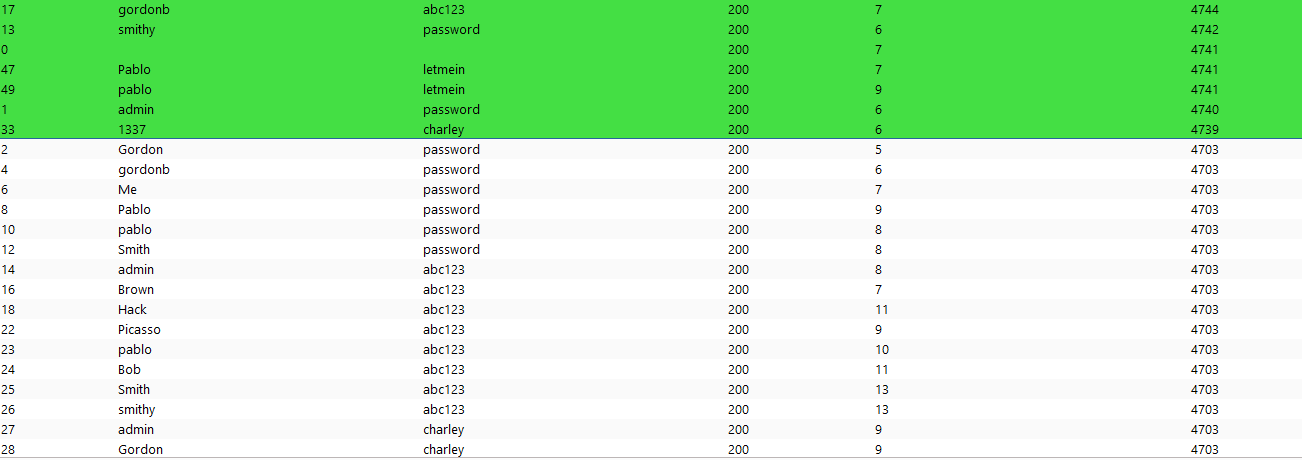 17 gordonb abc123 200 7 4744
13 smithy password 200 6 4742
0 200 7 4741
47 Pablo letmein 200 7 4741
49 pablo letmein 200 9 4741
1 admin password 200 6 4740
33 1337 charley 200 6 4739
2 Gordon password 200 5 4703
4 gordonb password 200 6 4703
6 Me password 200 7 4703
8 Pablo password 200 9 4703
10 pablo password 200 8 4703
12 Smith password 200 8 4703
14 admin abc123 200 8 4703
16 Brown abc123 200 7 4703
18 Hack abc123 200 11 4703
22 Picasso abc123 200 9 4703
23 pablo abc123 200 10 4703
24 Bob abc123 200 11 4703
25 Smith abc123 200 13 4703
26 smithy abc123 200 13 4703
27 admin charley 200 9 4703
28 Gordon charley 200 9 4703